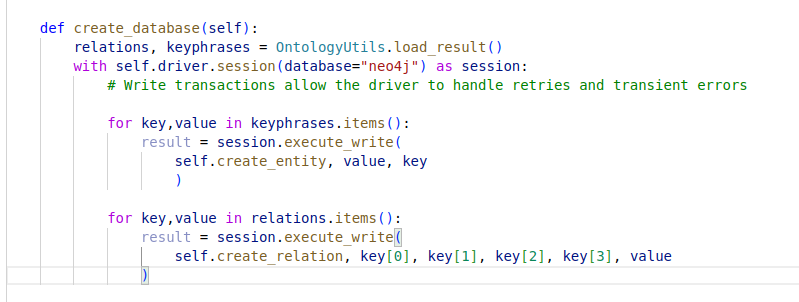 def create_database(self):
    relations, keyphrases = OntologyUtils.load_result()
    with self.driver.session(database="neo4j") as session:
        # Write transactions allow the driver to handle retries and transient errors
        for key,value in keyphrases.items():
            result = session.execute_write(
                self.create_entity, value, key
                )
        for key,value in relations.items():
            result = session.execute_write(
                self.create_relation, key[0], key[1], key[2], key[3], value
            )